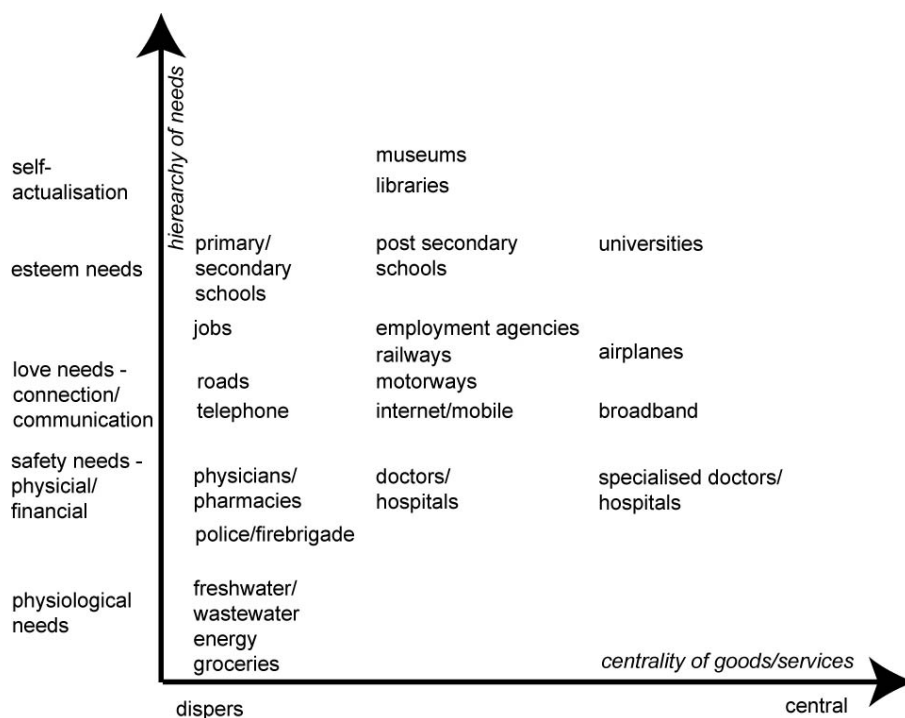 hierearchy of needs
self-
actualisation
museums
libraries
esteem needs
primary/
secondary
schools
post secondary
schools
universities
jobs
employment agencies
railways
airplanes
love needs -
connection/
communication
roads
motorways
telephone
internet/mobile
broadband
safety needs -
physicial/
financial
physicians/
pharmacies
doctors/
hospitals
specialised doctors/
hospitals
police/firebrigade
physiological
needs
freshwater/
wastewater
energy
groceries
centrality of goods/services
dispers
central